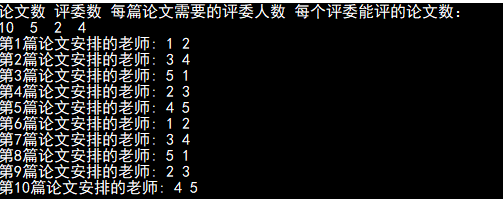 论文数 评委数 每篇论文需要的评委人数 每个评委能评的论文数：
10 5 2 4
第1篇论文安排的老师: 1 2
第2篇论文安排的老师: 3 4
第3篇论文安排的老师: 5 1
第4篇论文安排的老师: 2 3
第5篇论文安排的老师: 4 5
第6篇论文安排的老师: 1 2
第7篇论文安排的老师: 3 4
第8篇论文安排的老师: 5 1
第9篇论文安排的老师: 2 3
第10篇论文安排的老师: 4 5